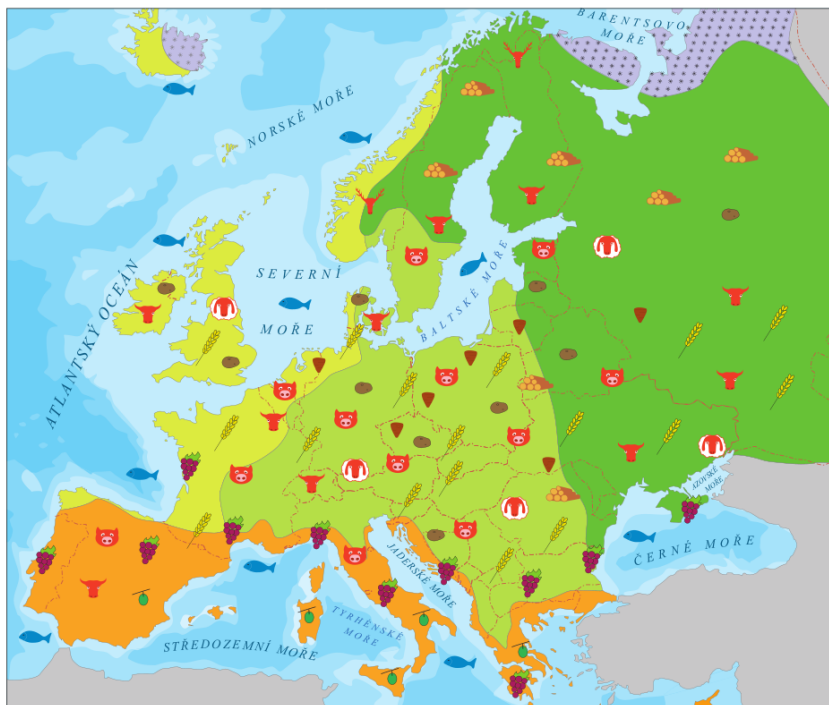 BARENTSOVO
MOŘE
NORSKÉ MOŘE
ATLANTSKÝ OCEÁN
SEVERNÍ
MOŘE
BALTSKÉ MOŘE
AZOVSKÉ
MOŘE
ČERNÉ MOŘE
JADERSKÉ MOŘE
TYRHÉNSKÉ
MOŘE
STŘEDOZEMNÍ MOŘE